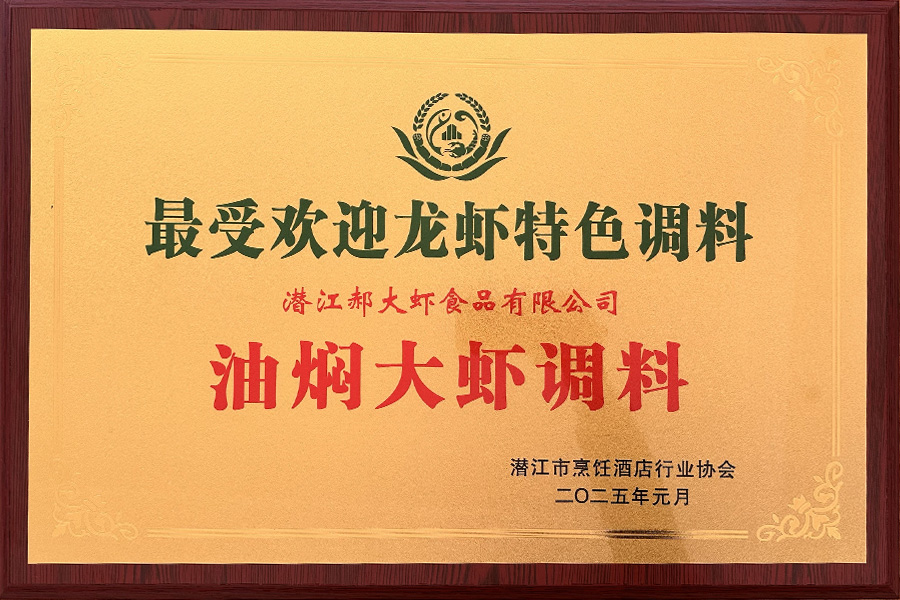 最受欢迎龙虾特色调料
潜江郝大虾食品有限公司
油焖大虾调料
潜江市烹饪酒店行业协会
二〇二五年元月